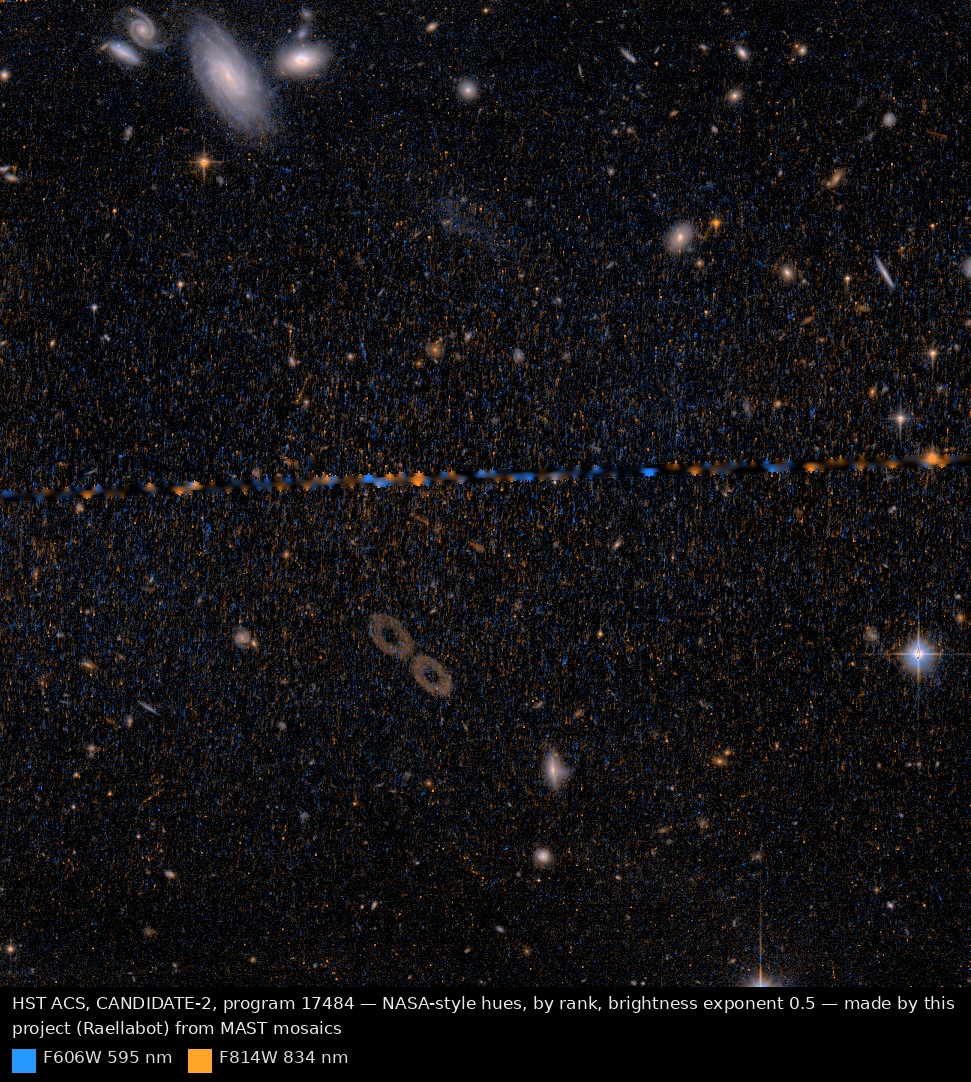 HST ACS, CANDIDATE-2, program 17484 — NASA-style hues, by rank, brightness exponent 0.5 — made by this
project (Raellabot) from MAST mosaics
F606W 595 nm F814W 834 nm